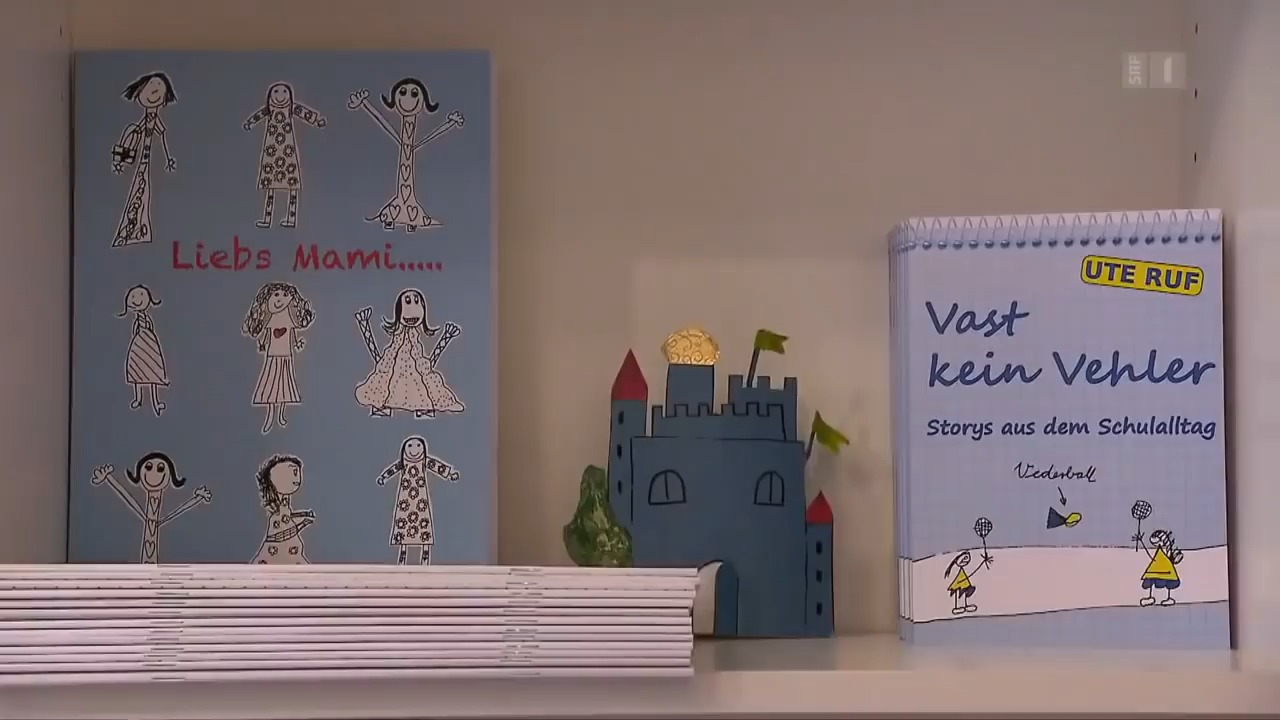 SRF 1
Liebs Mami.....
UTE RUF
Vast
kein Vehler
Storys aus dem Schulalltag
Vederball